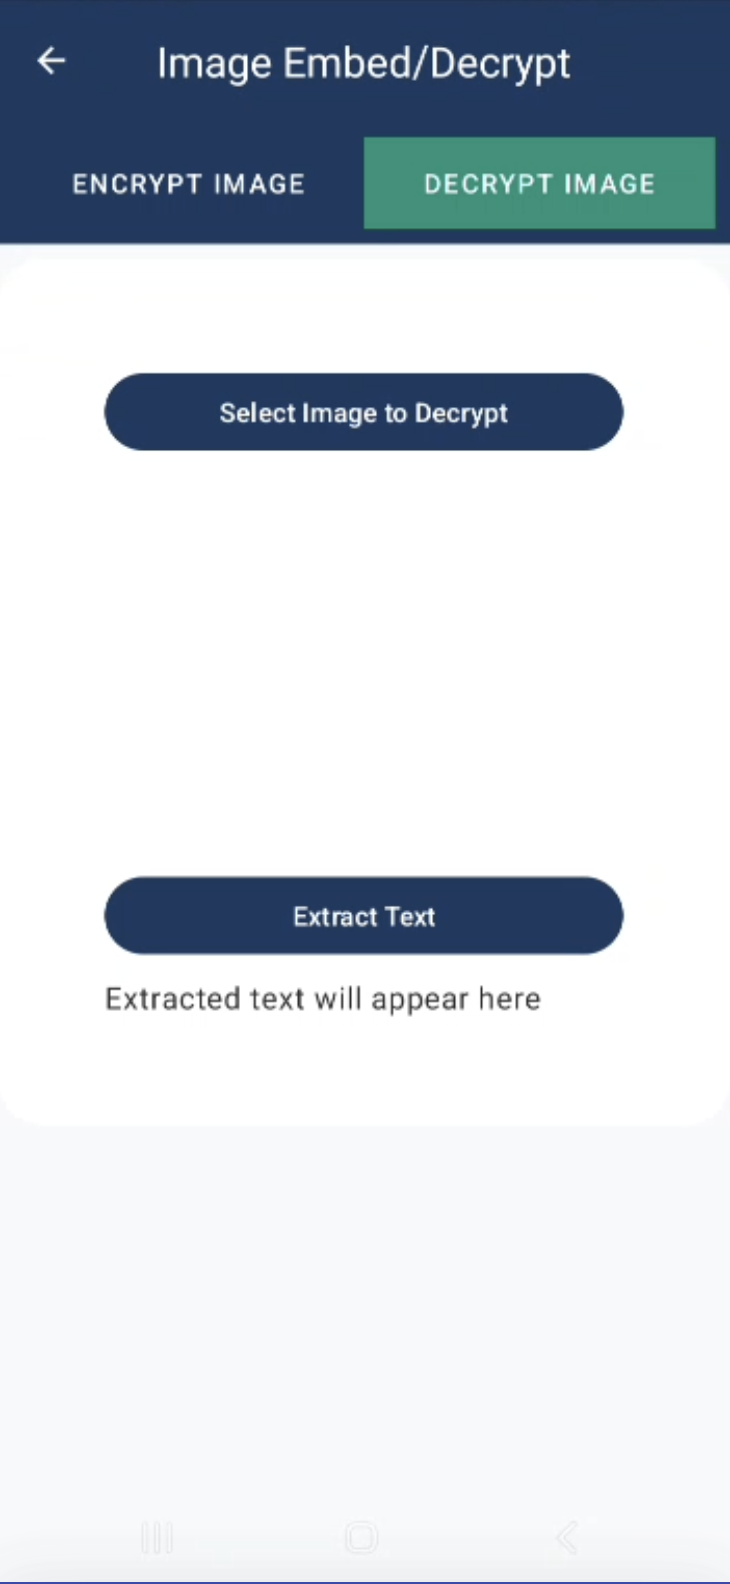 Image Embed/Decrypt
ENCRYPT IMAGE
DECRYPT IMAGE
Select Image to Decrypt
Extract Text
Extracted text will appear here